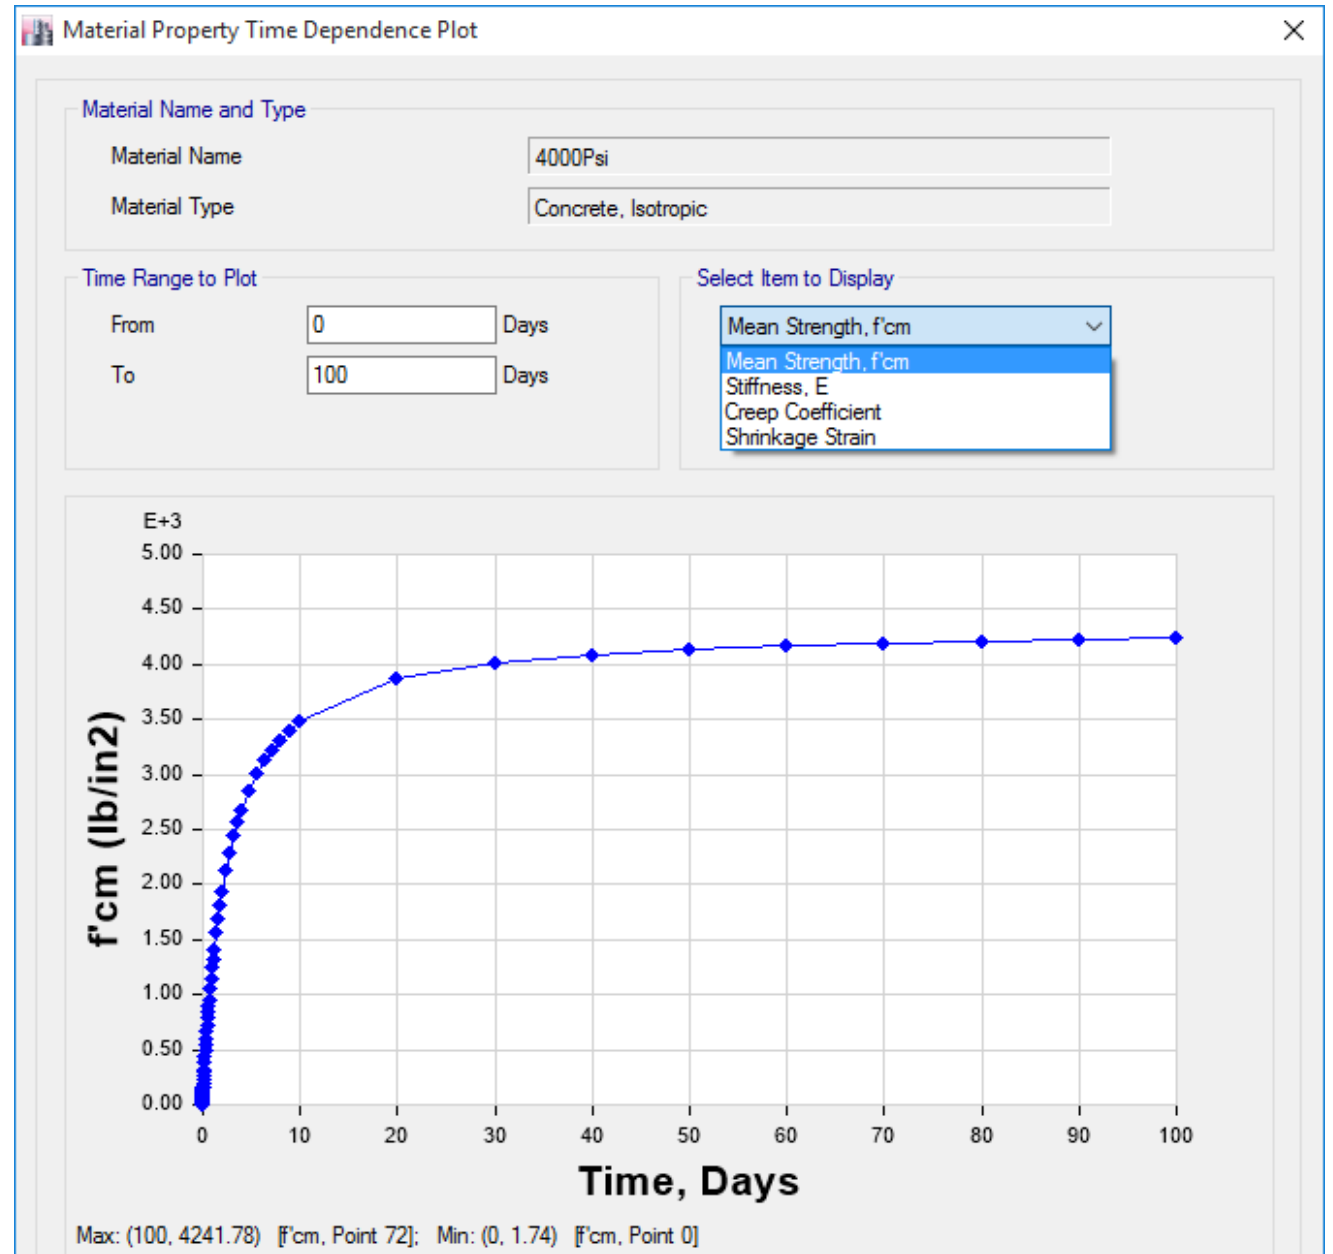 Material Property Time Dependence Plot
Material Name and Type
Material Name 4000Psi
Material Type Concrete, Isotropic
Time Range to Plot
From 0 Days
To 100 Days
Select Item to Display
Mean Strength, f'cm
Mean Strength, f'cm
Stiffness, E
Creep Coefficient
Shrinkage Strain
E+3
5.00
4.50
4.00
3.50
3.00
2.50
2.00
1.50
1.00
0.50
0.00
f'cm (lb/in2)
0 10 20 30 40 50 60 70 80 90 100
Time, Days
Max: (100, 4241.78) [f'cm, Point 72]; Min: (0, 1.74) [f'cm, Point 0]